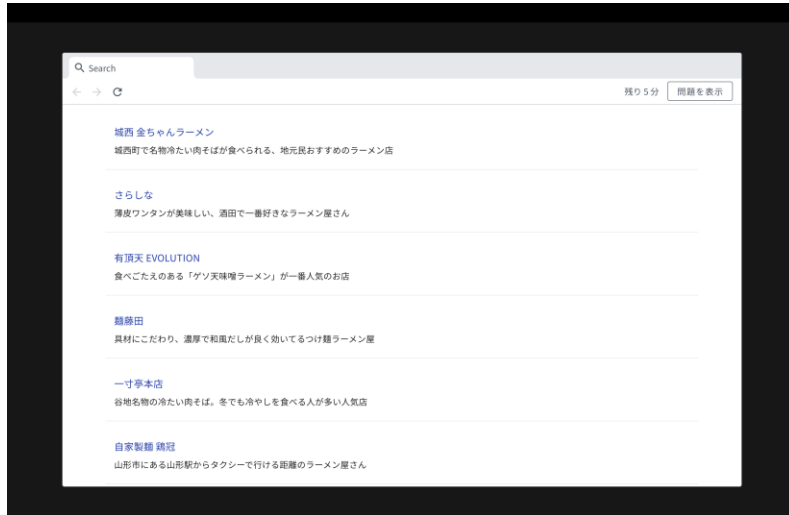 Search
残り5分 問題を表示
城西 金ちゃんラーメン
城西町で名物冷たい肉そばが食べられる、地元民おすすめのラーメン店
さらしな
薄皮ワンタンが美味しい、酒田で一番好きなラーメン屋さん
有頂天 EVOLUTION
食べごたえのある「ゲソ天味噌ラーメン」が一番人気のお店
麺藤田
具材にこだわり、濃厚で和風だしが良く効いてるつけ麺ラーメン屋
一寸亭本店
谷地名物の冷たい肉そば。冬でも冷やしを食べる人が多い人気店
自家製麺 鶏冠
山形市にある山形駅からタクシーで行ける距離のラーメン屋さん